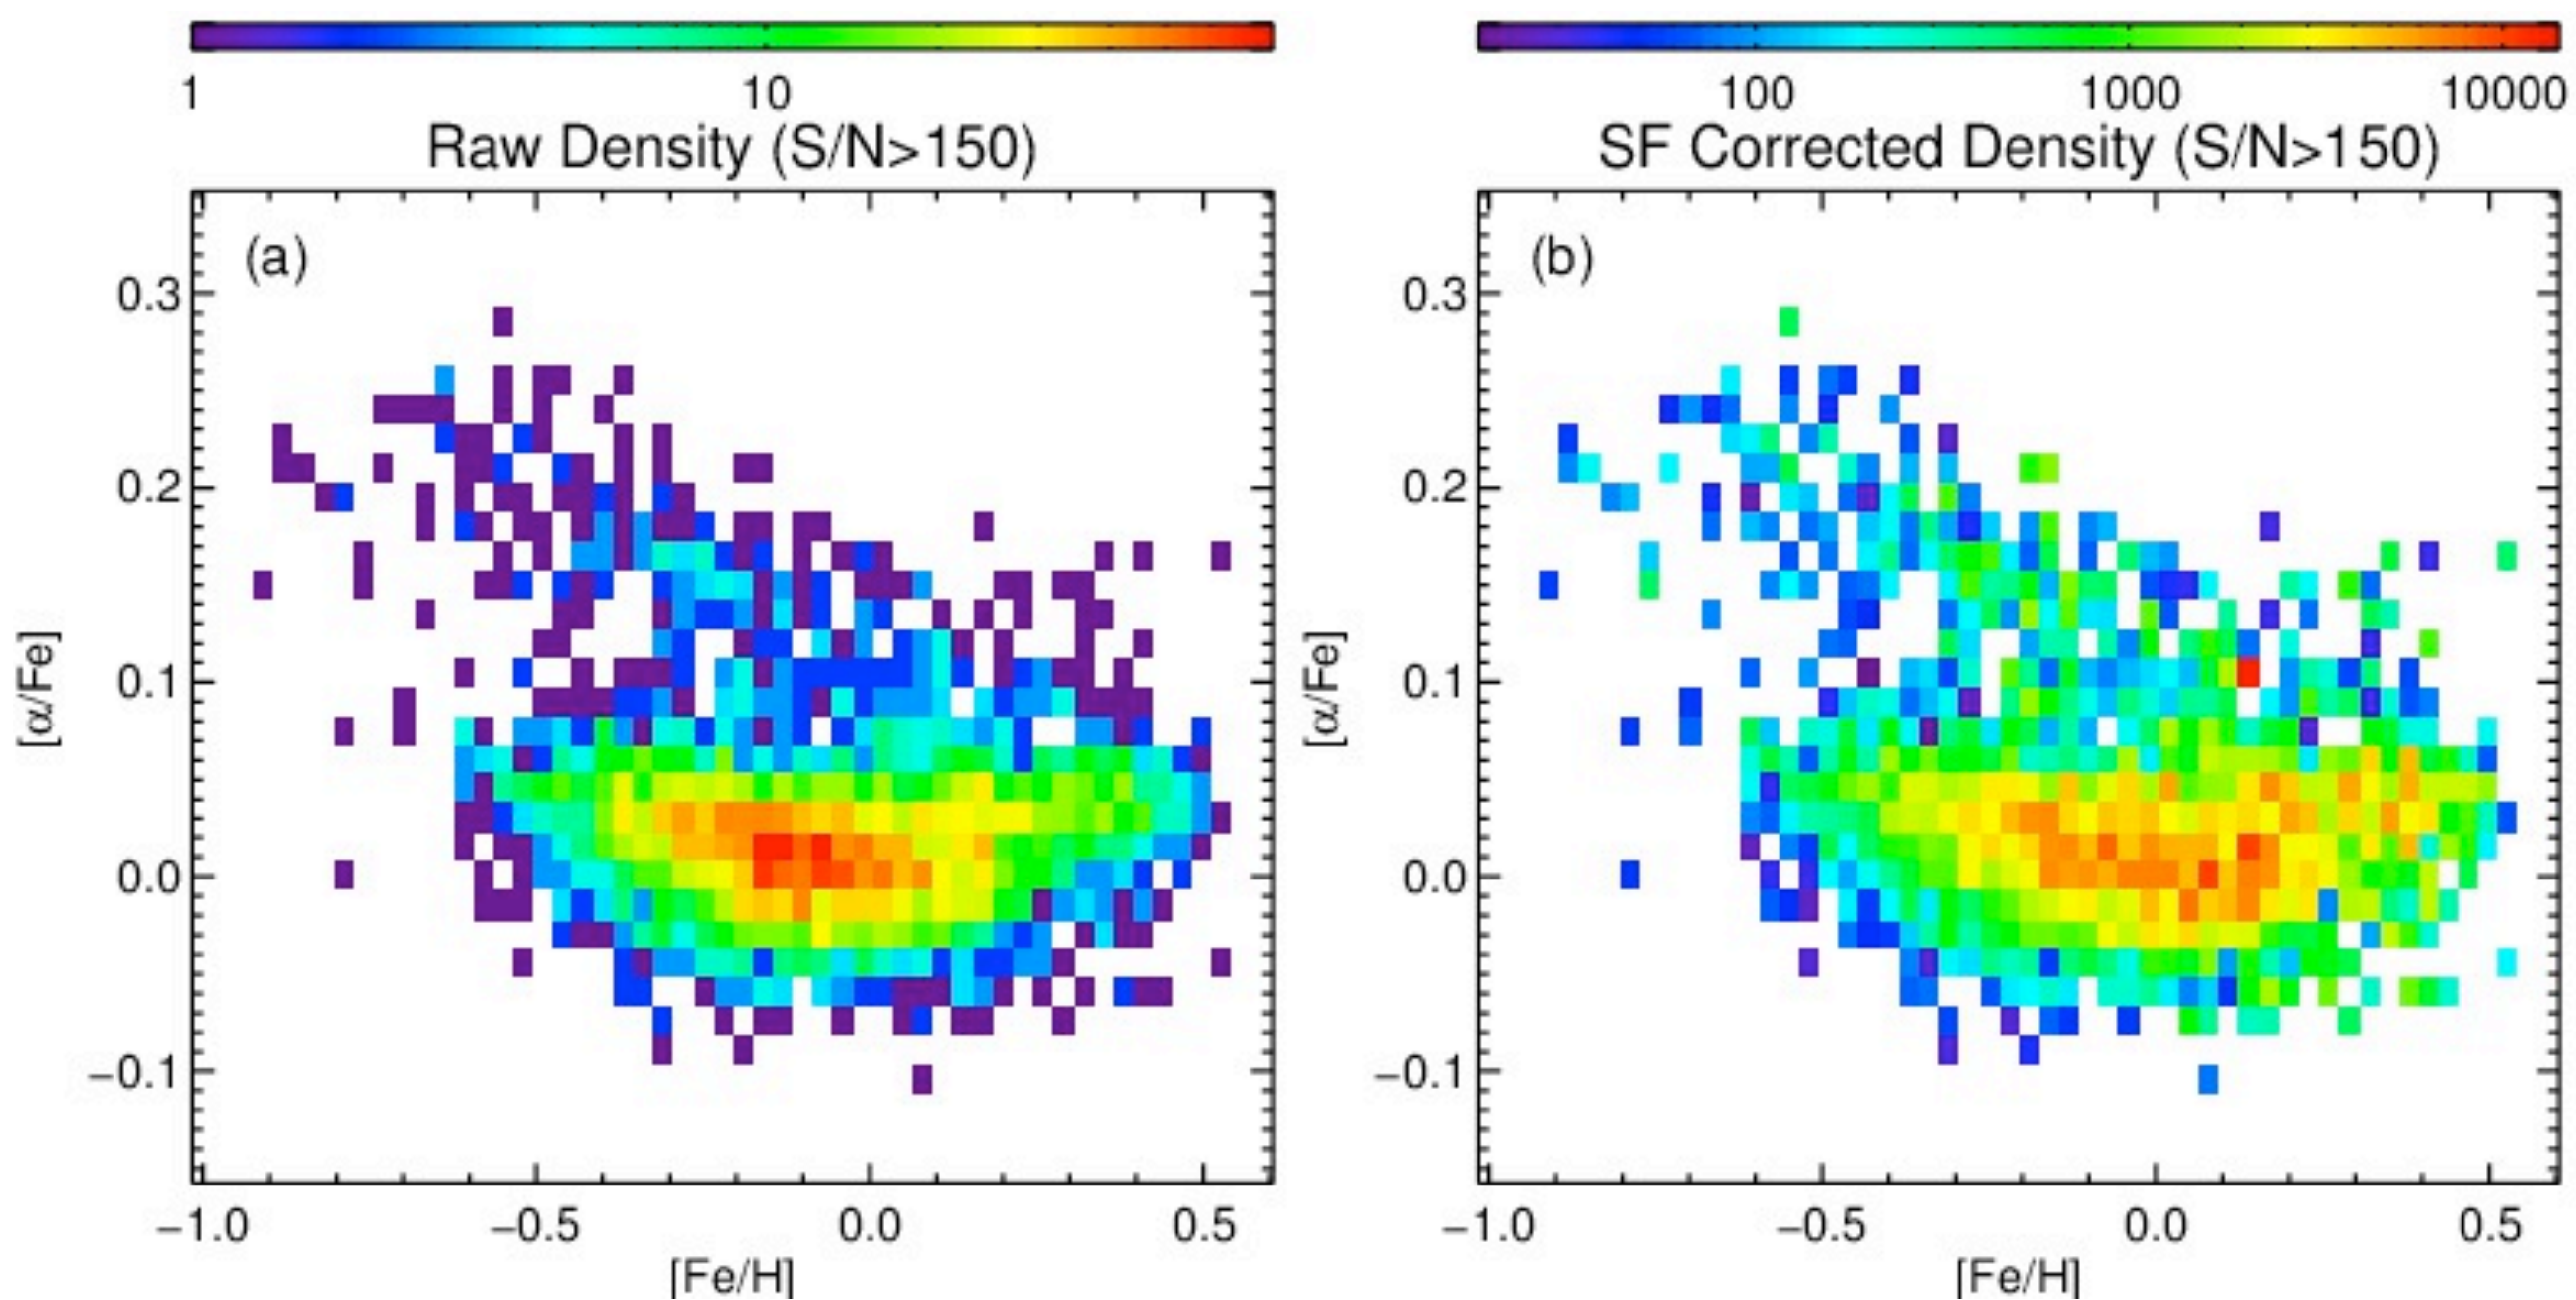 1 10
100 1000 10000
Raw Density (S/N>150)
SF Corrected Density (S/N>150)
(a)
(b)
0.3
0.2
0.1
0.0
−0.1
[α/Fe]
−1.0 −0.5 0.0 0.5
[Fe/H]
0.3
0.2
0.1
0.0
−0.1
[α/Fe]
−1.0 −0.5 0.0 0.5
[Fe/H]